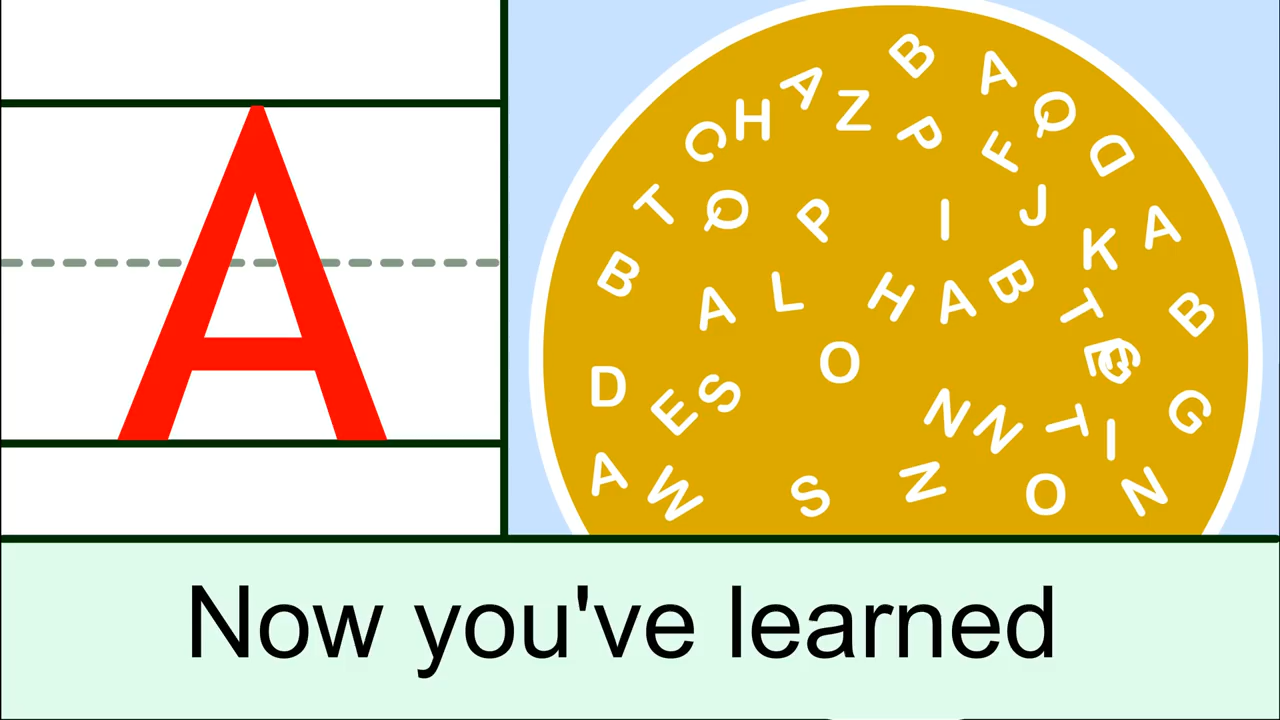 A
B A
A Z Q
C H P F D
T Q P I J A
B K
A L H A B T B
O E G
D E S G
N N T I
A W S N O N
Now you've learned